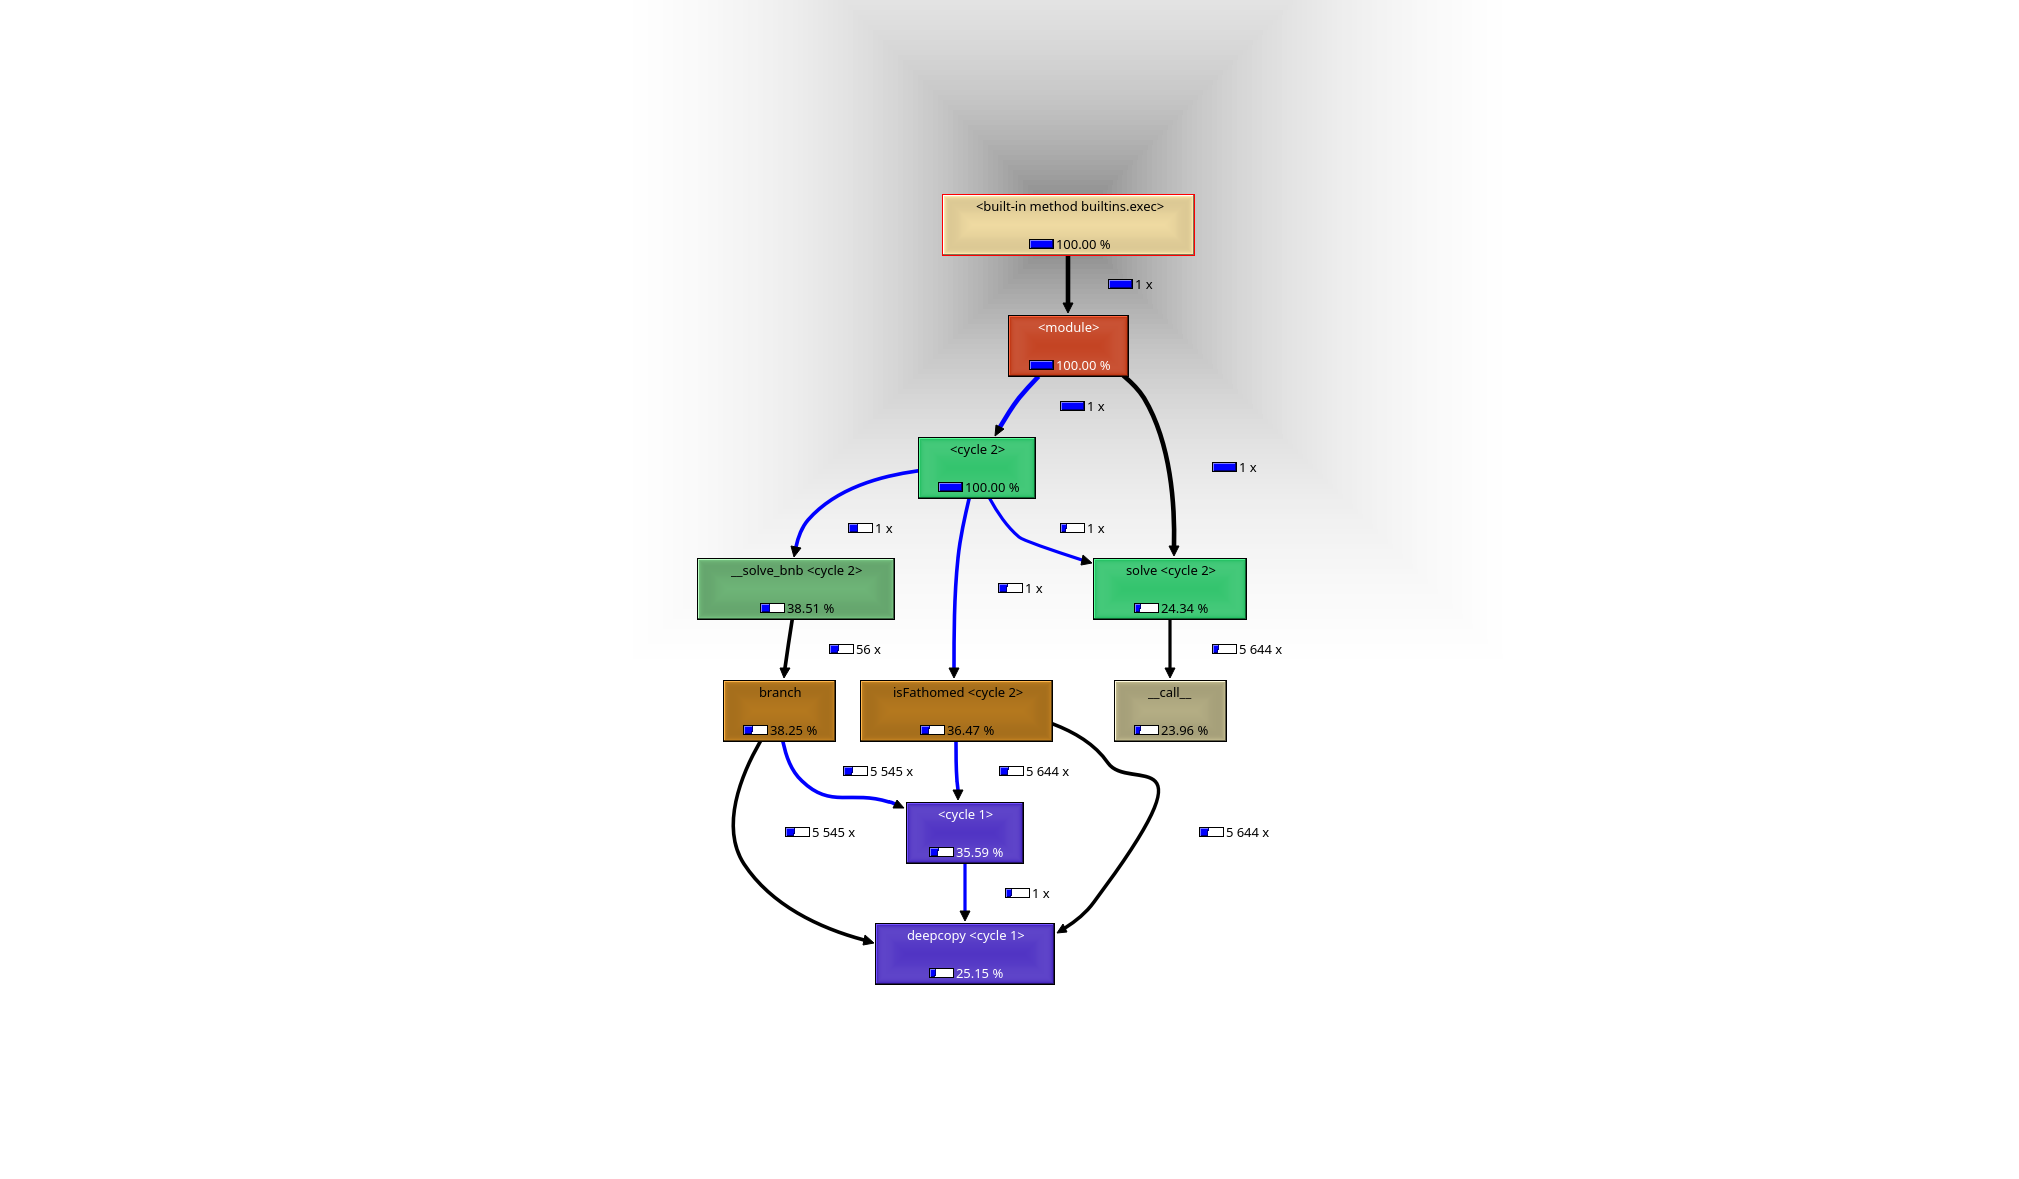 <built-in method builtins.exec>
100.00 %
1 x
<module>
100.00 %
1 x
<cycle 2>
1 x
100.00 %
1 x
1 x
__solve_bnb <cycle 2>
solve <cycle 2>
1 x
38.51 %
24.34 %
56 x
5 644 x
branch
isFathomed <cycle 2>
__call__
38.25 %
36.47 %
23.96 %
5 545 x
5 644 x
<cycle 1>
5 545 x
5 644 x
35.59 %
1 x
deepcopy <cycle 1>
25.15 %